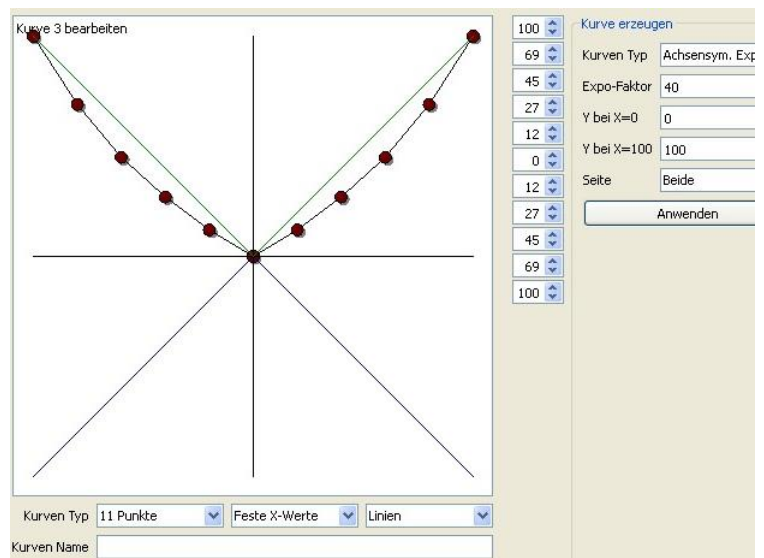 Kurve 3 bearbeiten
100
69
45
27
12
0
12
27
45
69
100
Kurve erzeugen
Kurven Typ Achsensym. Exp
Expo-Faktor 40
Y bei X=0 0
Y bei X=100 100
Seite Beide
Anwenden
Kurven Typ 11 Punkte Feste X-Werte Linien
Kurven Name